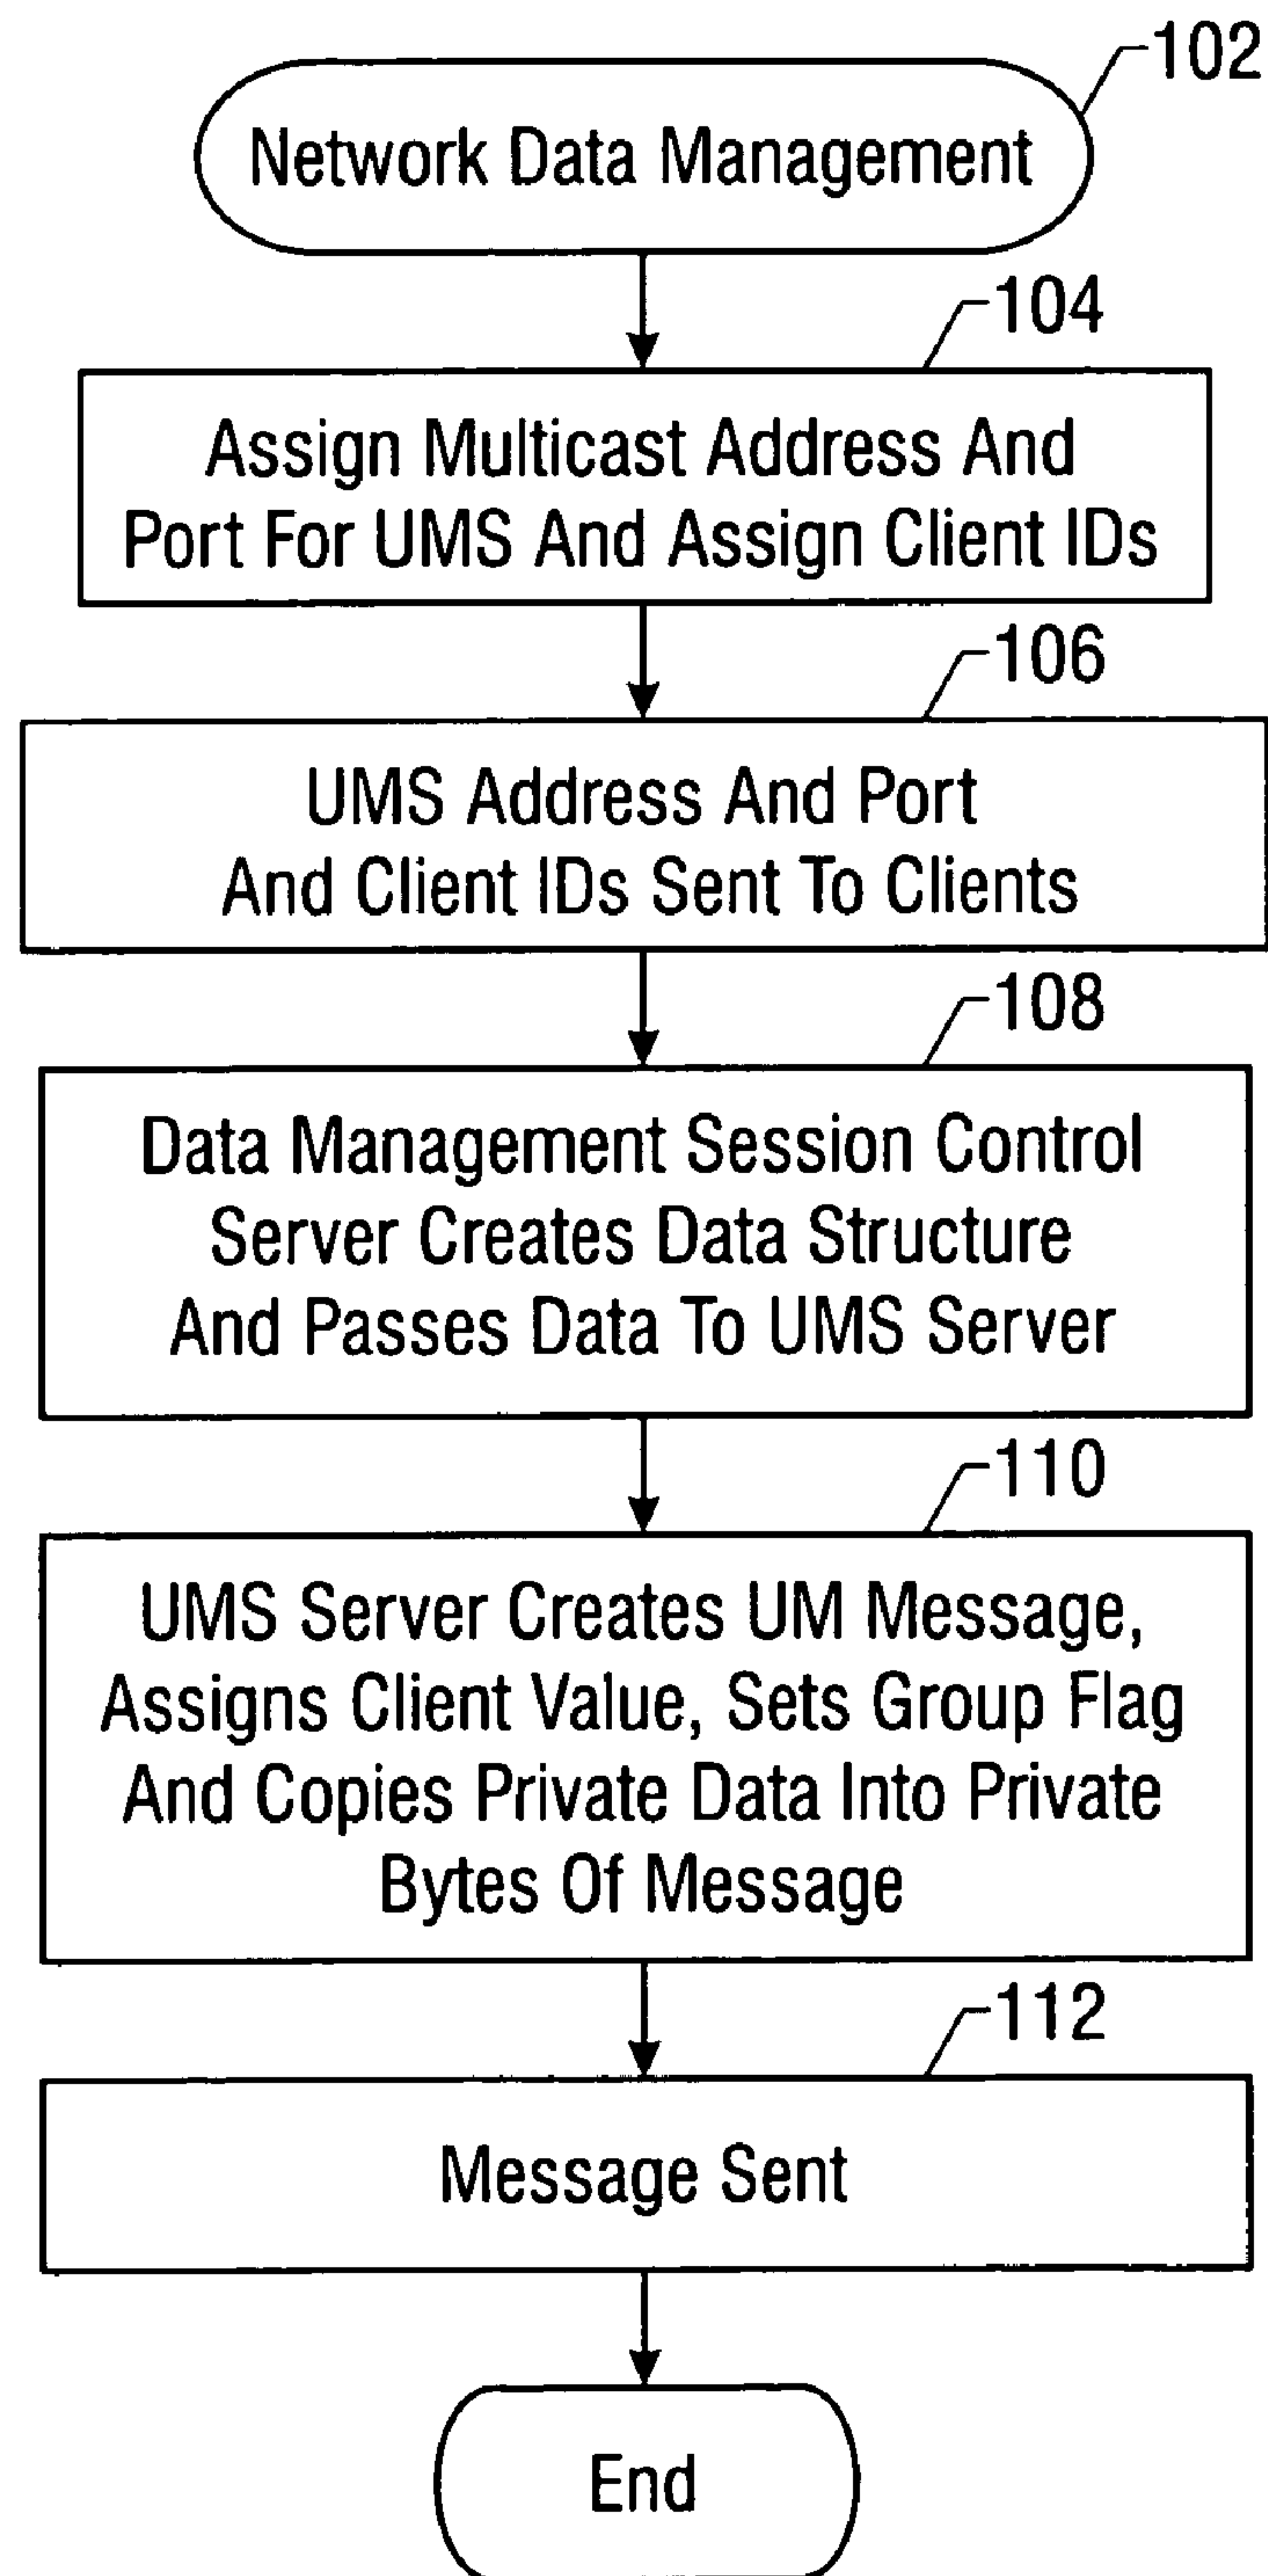 102
Network Data Management
104
Assign Multicast Address And
Port For UMS And Assign Client IDs
106
UMS Address And Port
And Client IDs Sent To Clients
108
Data Management Session Control
Server Creates Data Structure
And Passes Data To UMS Server
110
UMS Server Creates UM Message,
Assigns Client Value, Sets Group Flag
And Copies Private Data Into Private
Bytes Of Message
112
Message Sent
End